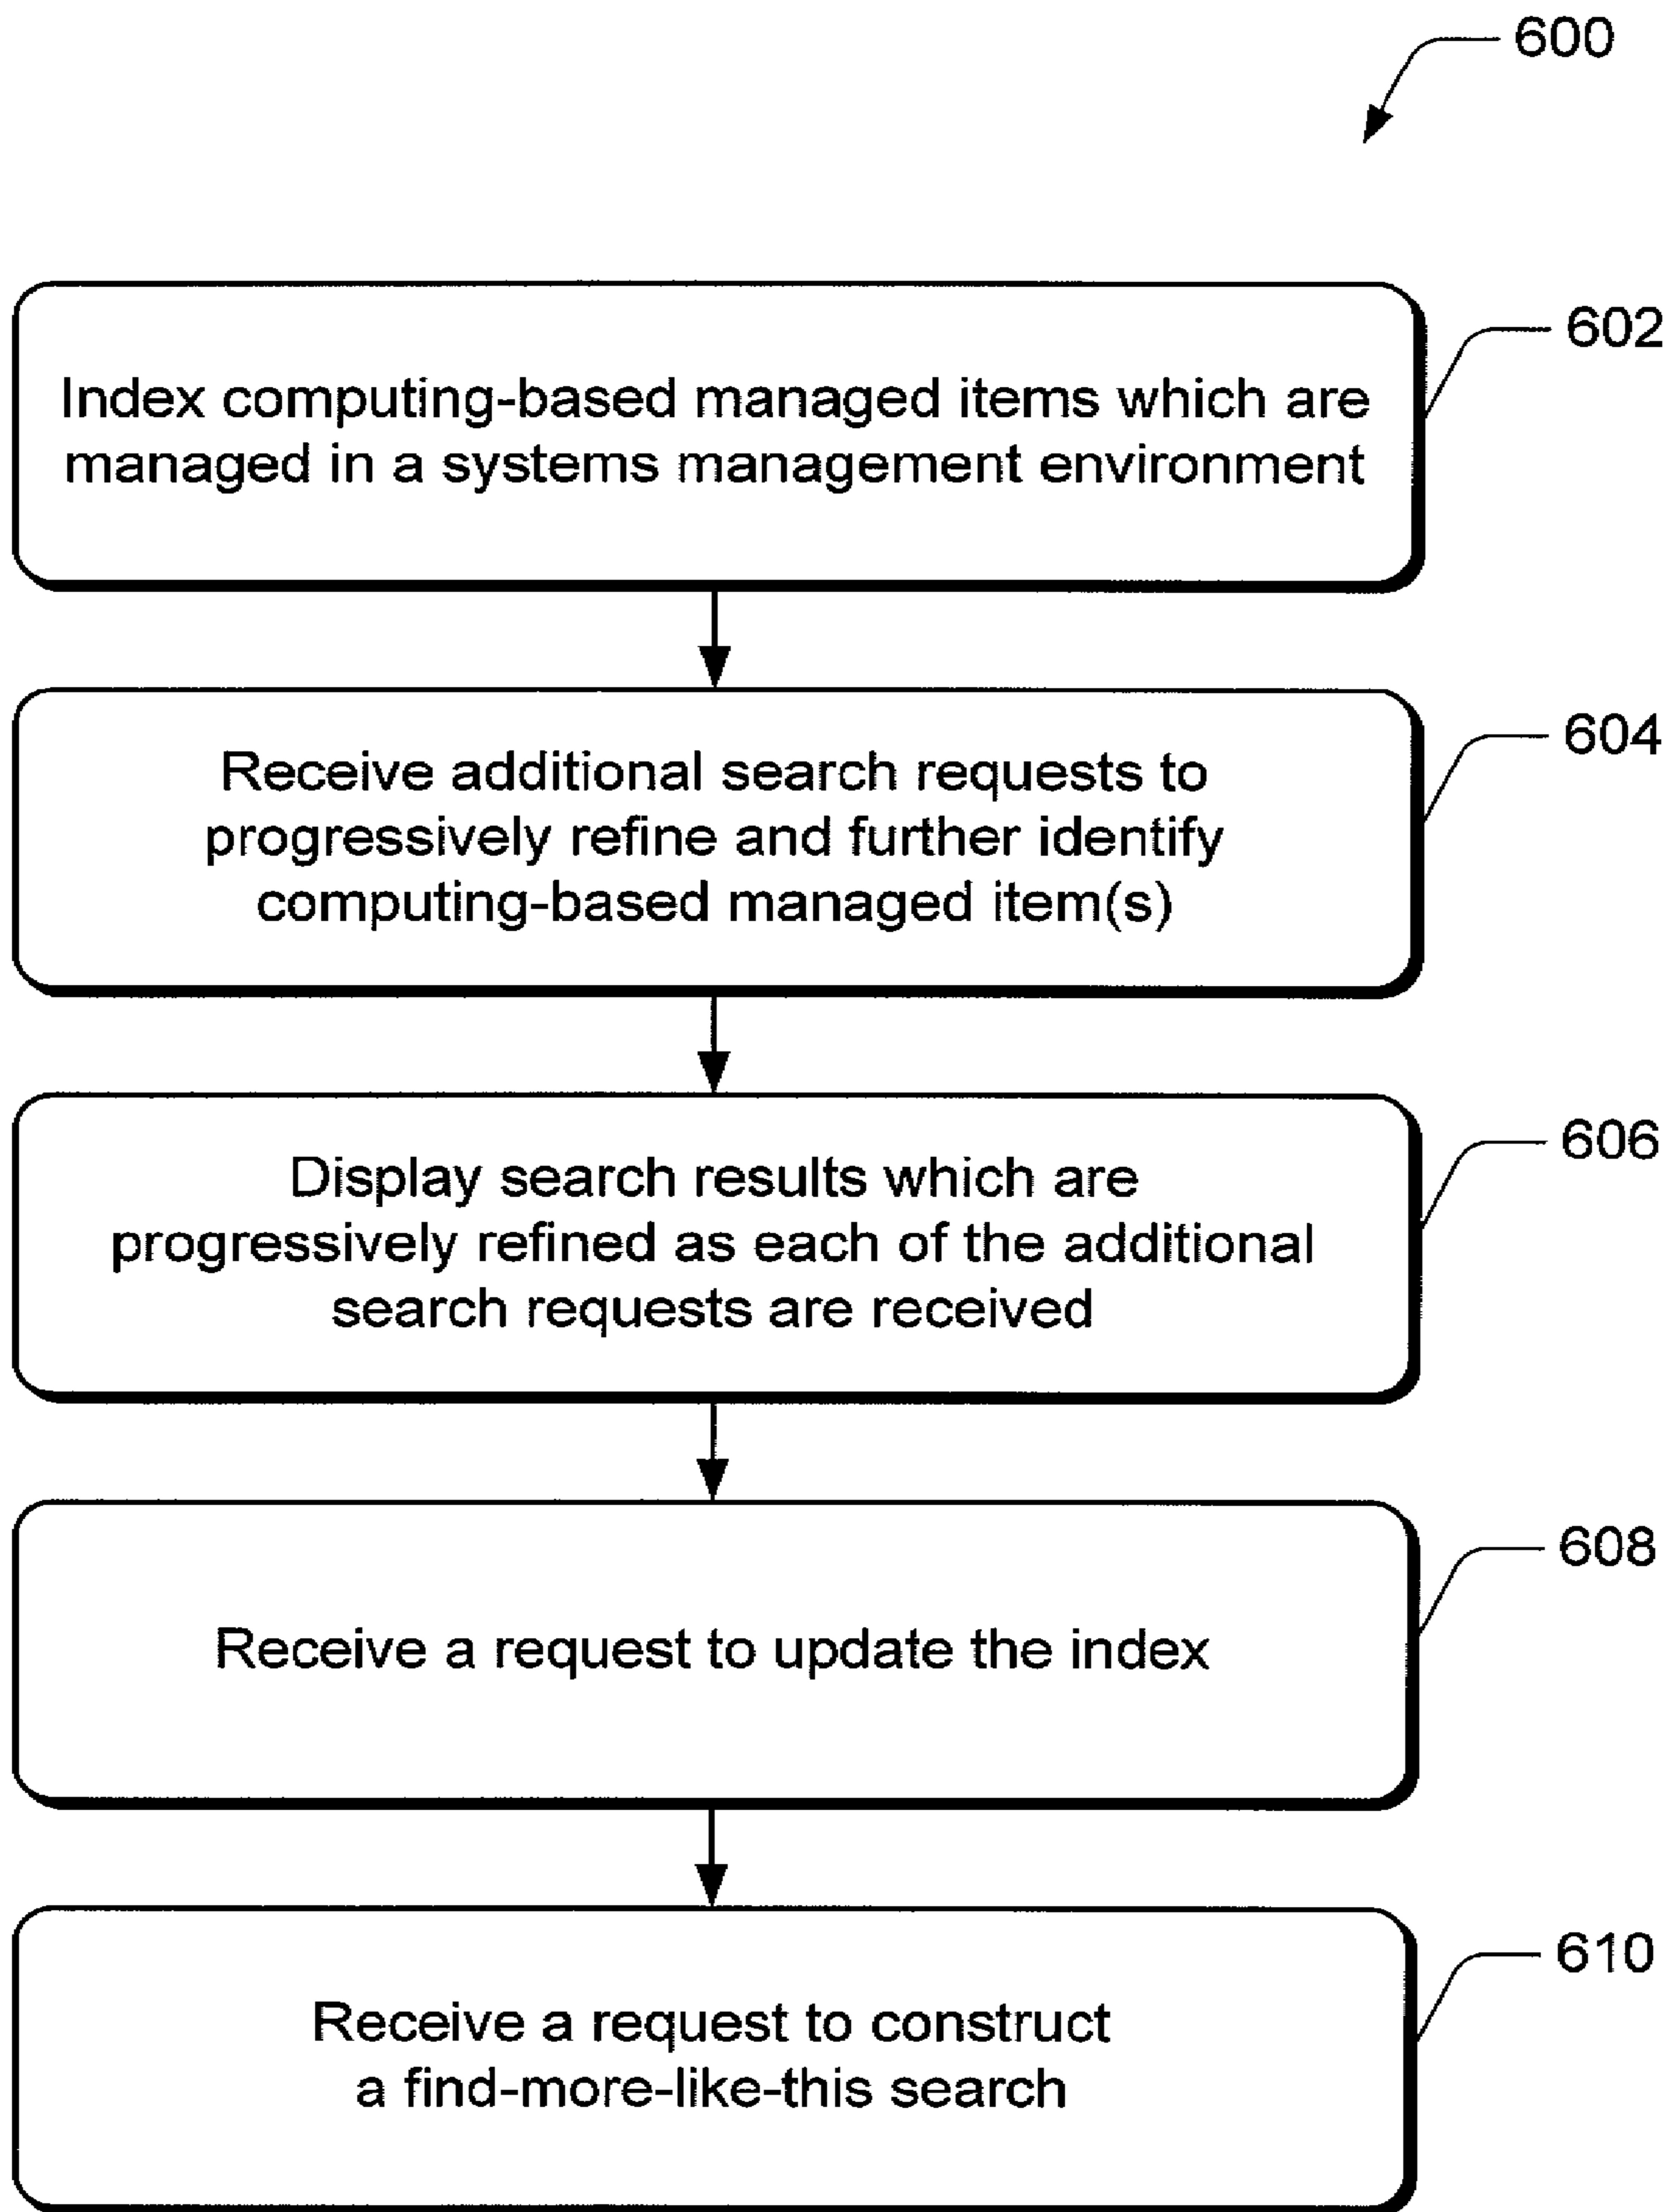 600
602
Index computing-based managed items which are
managed in a systems management environment
604
Receive additional search requests to
progressively refine and further identify
computing-based managed item(s)
606
Display search results which are
progressively refined as each of the additional
search requests are received
608
Receive a request to update the index
610
Receive a request to construct
a find-more-like-this search